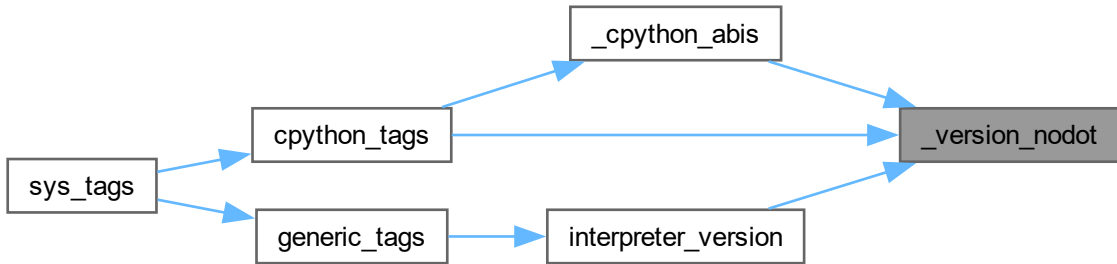 _cpython_abis
cpython_tags
_version_nodot
sys_tags
generic_tags
interpreter_version